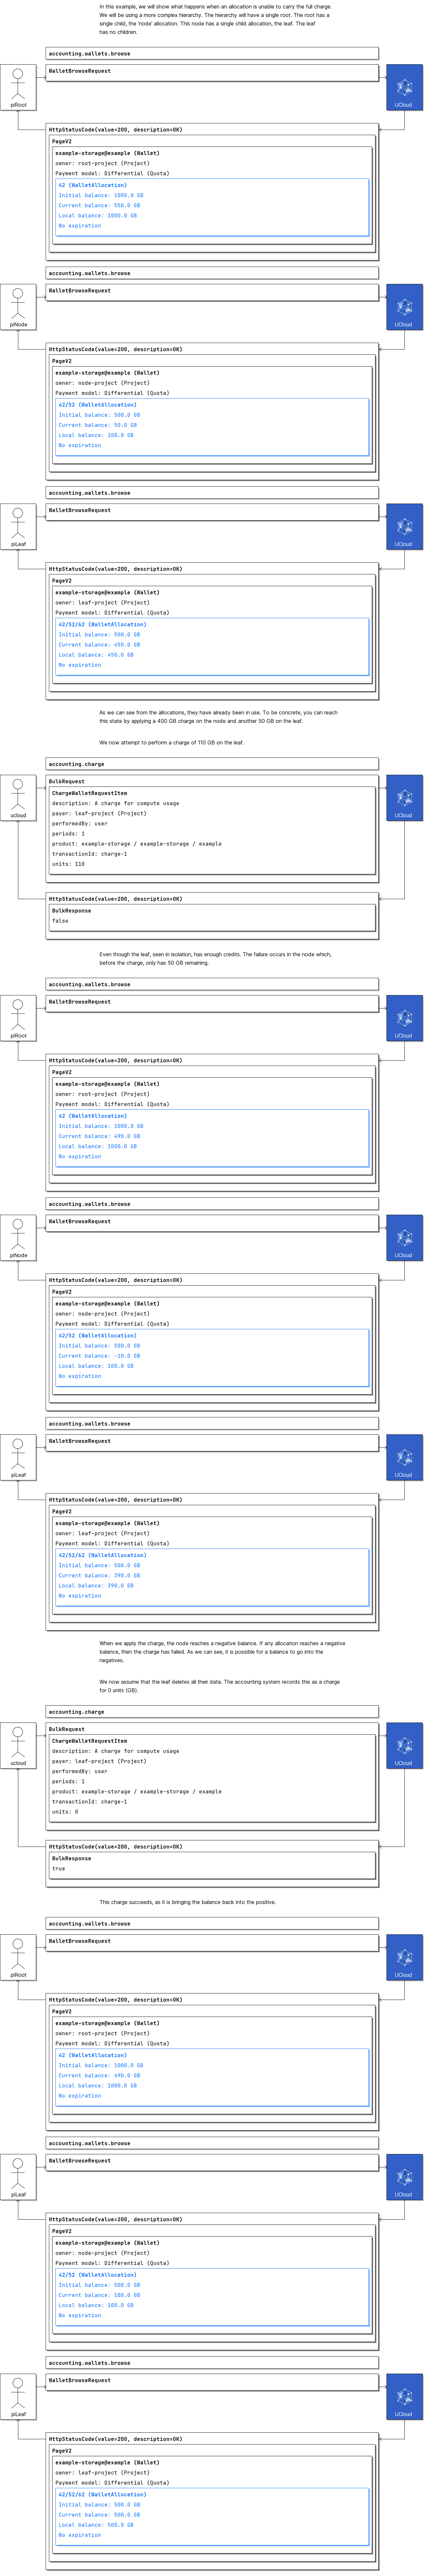 In this example, we will show what happens when an allocation is unable to carry the full charge.
We will be using a more complex hierarchy. The hierarchy will have a single root. The root has a
single child, the 'node' allocation. This node has a single child allocation, the leaf. The leaf
has no children.
accounting.wallets.browse
WalletBrowseRequest
piRoot
UCloud
HttpStatusCode(value=200, description=OK)
PageV2
example-storage@example (Wallet)
owner: root-project (Project)
Payment model: Differential (Quota)
42 (WalletAllocation)
Initial balance: 1000.0 GB
Current balance: 550.0 GB
Local balance: 1000.0 GB
No expiration
accounting.wallets.browse
WalletBrowseRequest
piNode
UCloud
HttpStatusCode(value=200, description=OK)
PageV2
example-storage@example (Wallet)
owner: node-project (Project)
Payment model: Differential (Quota)
42/52 (WalletAllocation)
Initial balance: 500.0 GB
Current balance: 50.0 GB
Local balance: 100.0 GB
No expiration
accounting.wallets.browse
WalletBrowseRequest
piLeaf
UCloud
HttpStatusCode(value=200, description=OK)
PageV2
example-storage@example (Wallet)
owner: leaf-project (Project)
Payment model: Differential (Quota)
42/52/62 (WalletAllocation)
Initial balance: 500.0 GB
Current balance: 450.0 GB
Local balance: 450.0 GB
No expiration
As we can see from the allocations, they have already been in use. To be concrete, you can reach
this state by applying a 400 GB charge on the node and another 50 GB on the leaf.
We now attempt to perform a charge of 110 GB on the leaf.
accounting.charge
BulkRequest
ChargeWalletRequestItem
description: A charge for compute usage
payer: leaf-project (Project)
performedBy: user
periods: 1
product: example-storage / example-storage / example
transactionId: charge-1
units: 110
ucloud
UCloud
HttpStatusCode(value=200, description=OK)
BulkResponse
false
Even though the leaf, seen in isolation, has enough credits. The failure occurs in the node which,
before the charge, only has 50 GB remaining.
accounting.wallets.browse
WalletBrowseRequest
piRoot
UCloud
HttpStatusCode(value=200, description=OK)
PageV2
example-storage@example (Wallet)
owner: root-project (Project)
Payment model: Differential (Quota)
42 (WalletAllocation)
Initial balance: 1000.0 GB
Current balance: 490.0 GB
Local balance: 1000.0 GB
No expiration
accounting.wallets.browse
WalletBrowseRequest
piNode
UCloud
HttpStatusCode(value=200, description=OK)
PageV2
example-storage@example (Wallet)
owner: node-project (Project)
Payment model: Differential (Quota)
42/52 (WalletAllocation)
Initial balance: 500.0 GB
Current balance: -10.0 GB
Local balance: 100.0 GB
No expiration
accounting.wallets.browse
WalletBrowseRequest
piLeaf
UCloud
HttpStatusCode(value=200, description=OK)
PageV2
example-storage@example (Wallet)
owner: leaf-project (Project)
Payment model: Differential (Quota)
42/52/62 (WalletAllocation)
Initial balance: 500.0 GB
Current balance: 390.0 GB
Local balance: 390.0 GB
No expiration
When we apply the charge, the node reaches a negative balance. If any allocation reaches a negative
balance, then the charge has failed. As we can see, it is possible for a balance to go into the
negatives.
We now assume that the leaf deletes all their data. The accounting system records this as a charge
for 0 units (GB).
accounting.charge
BulkRequest
ChargeWalletRequestItem
description: A charge for compute usage
payer: leaf-project (Project)
performedBy: user
periods: 1
product: example-storage / example-storage / example
transactionId: charge-1
units: 0
ucloud
UCloud
HttpStatusCode(value=200, description=OK)
BulkResponse
true
This charge succeeds, as it is bringing the balance back into the positive.
accounting.wallets.browse
WalletBrowseRequest
piRoot
UCloud
HttpStatusCode(value=200, description=OK)
PageV2
example-storage@example (Wallet)
owner: root-project (Project)
Payment model: Differential (Quota)
42 (WalletAllocation)
Initial balance: 1000.0 GB
Current balance: 490.0 GB
Local balance: 1000.0 GB
No expiration
accounting.wallets.browse
WalletBrowseRequest
piLeaf
UCloud
HttpStatusCode(value=200, description=OK)
PageV2
example-storage@example (Wallet)
owner: node-project (Project)
Payment model: Differential (Quota)
42/52 (WalletAllocation)
Initial balance: 500.0 GB
Current balance: 100.0 GB
Local balance: 100.0 GB
No expiration
accounting.wallets.browse
WalletBrowseRequest
piLeaf
UCloud
HttpStatusCode(value=200, description=OK)
PageV2
example-storage@example (Wallet)
owner: leaf-project (Project)
Payment model: Differential (Quota)
42/52/62 (WalletAllocation)
Initial balance: 500.0 GB
Current balance: 500.0 GB
Local balance: 500.0 GB
No expiration